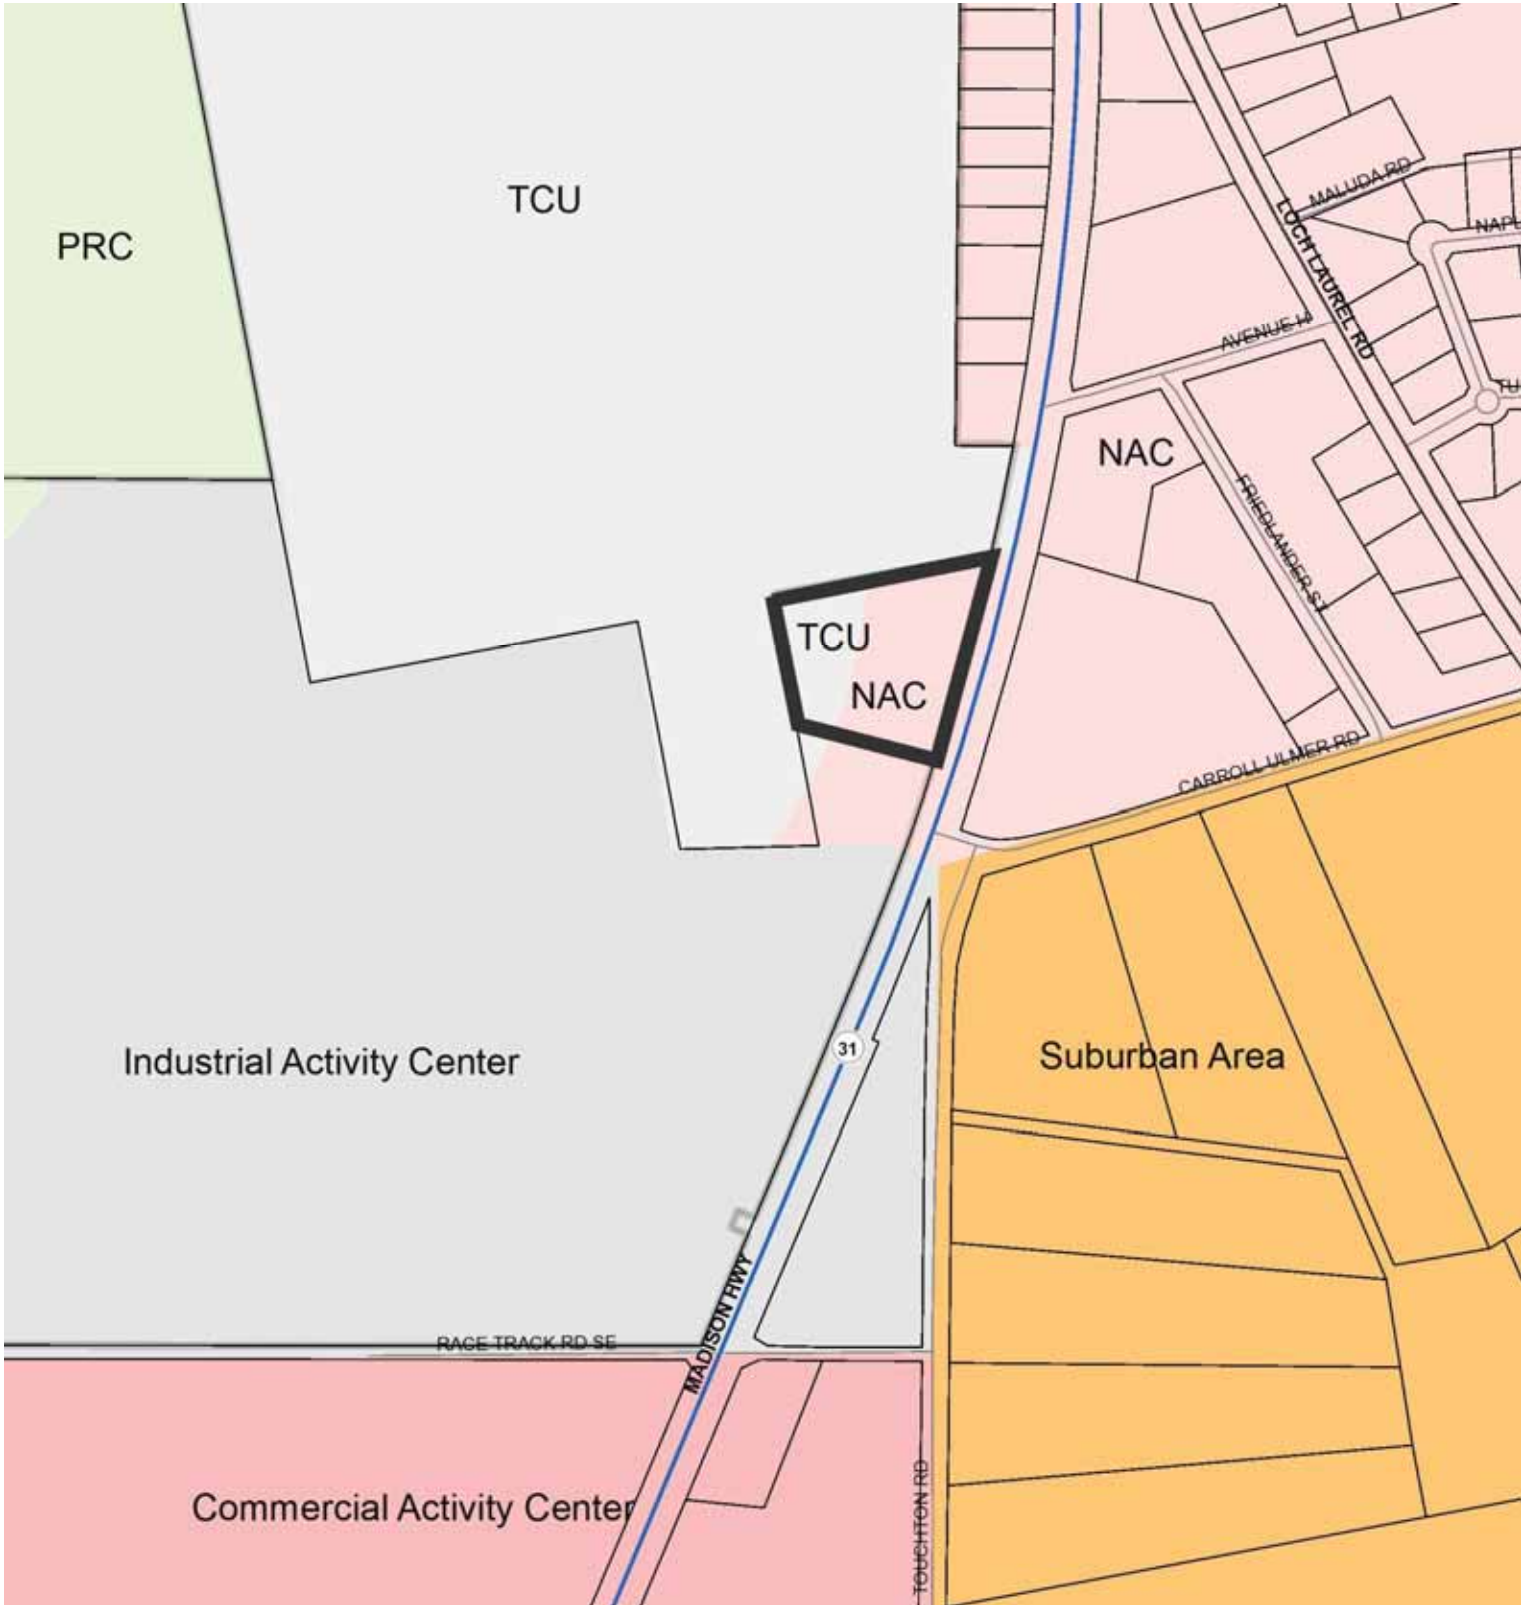 TCU
PRC
MALUDA RD
LOCH LAUREL RD
AVENUE H
NAC
FRIEDLANDER ST
TCU
NAC
CARROLL ULMER RD
31
Industrial Activity Center
Suburban Area
RACE TRACK RD SE
MADISON HWY
Commercial Activity Center
TOUCHTON RD